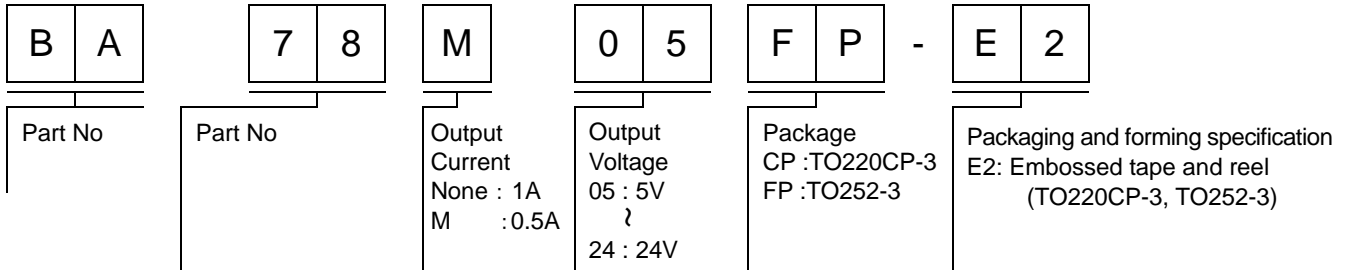 B A 7 8 M 0 5 F P - E 2
Part No
Part No
Output
Current
None : 1A
M : 0.5A
Output
Voltage
05 : 5V
~
24 : 24V
Package
CP :TO220CP-3
FP :TO252-3
Packaging and forming specification
E2: Embossed tape and reel
(TO220CP-3, TO252-3)